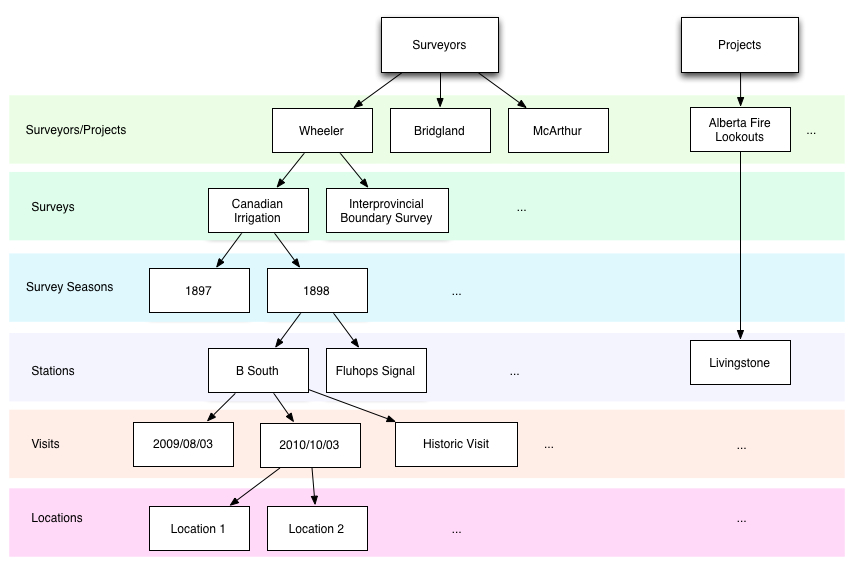 Surveyors
Projects
Surveyors/Projects
Wheeler
Bridgland
McArthur
Alberta Fire
Lookouts
...
Surveys
Canadian
Irrigation
Interprovincial
Boundary Survey
...
Survey Seasons
1897
1898
...
Stations
B South
Fluhops Signal
...
Livingstone
Visits
2009/08/03
2010/10/03
Historic Visit
...
...
Locations
Location 1
Location 2
...
...